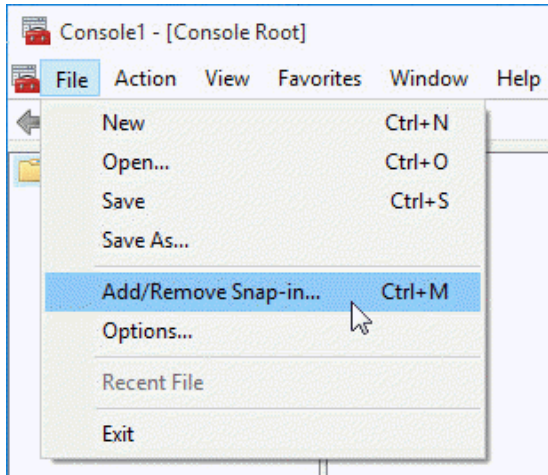 Console1 - [Console Root]
File Action View Favorites Window Help
New Ctrl+N
Open... Ctrl+O
Save Ctrl+S
Save As...
Add/Remove Snap-in... Ctrl+M
Options...
Recent File
Exit